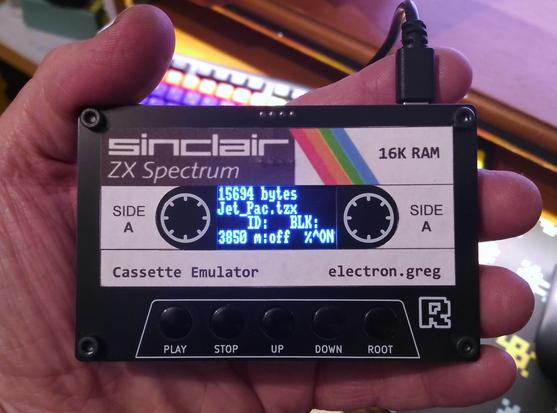 sinclair
ZX Spectrum
16K RAM
SIDE
A
15694 bytes
Jet_Pac.tzx
ID: BLK:
3850 m:off %^ON
SIDE
A
Cassette Emulator
electron.greg
R
PLAY STOP UP DOWN ROOT